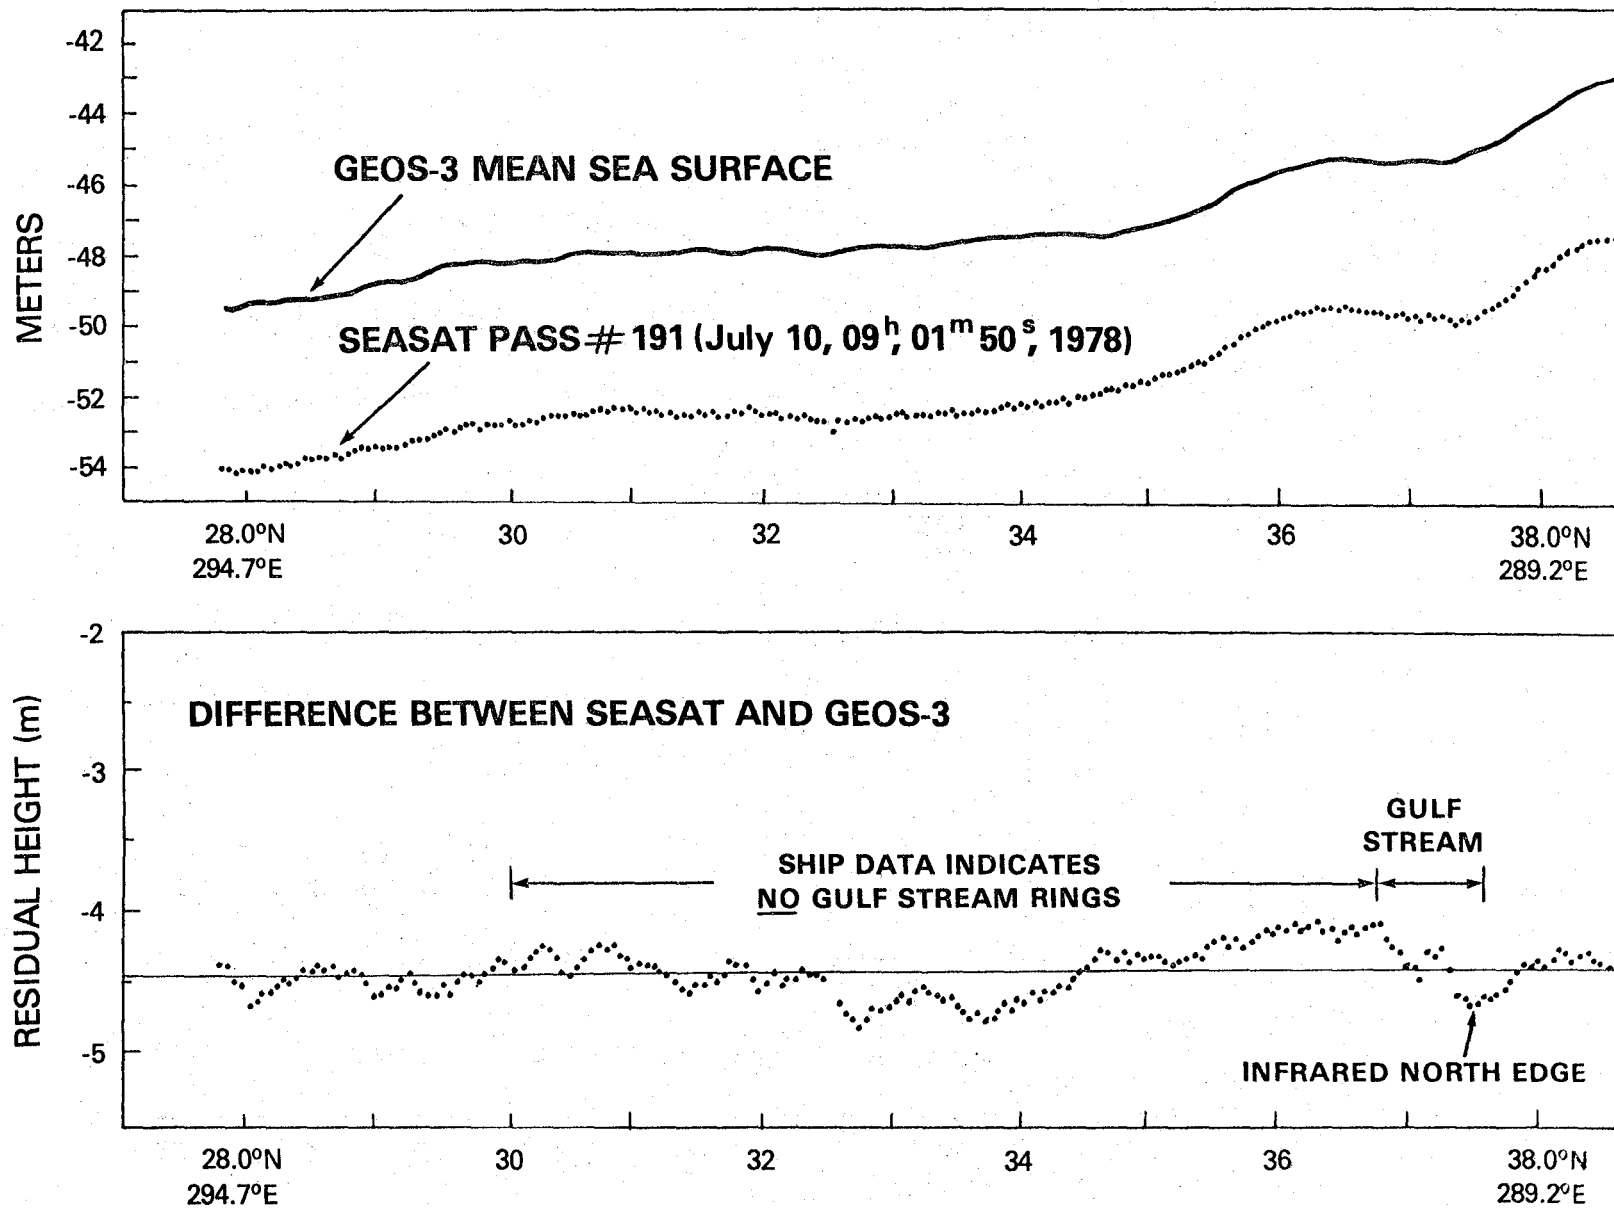 -42
-44
GEOS-3 MEAN SEA SURFACE
-46
-48
METERS
-50
SEASAT PASS # 191 (July 10, 09h, 01m 50s, 1978)
-52
-54
28.0°N 30 32 34 36 38.0°N
294.7°E 289.2°E
-2
DIFFERENCE BETWEEN SEASAT AND GEOS-3
-3
RESIDUAL HEIGHT (m)
GULF
STREAM
SHIP DATA INDICATES
NO GULF STREAM RINGS
-4
-5
INFRARED NORTH EDGE
28.0°N 30 32 34 36 38.0°N
294.7°E 289.2°E